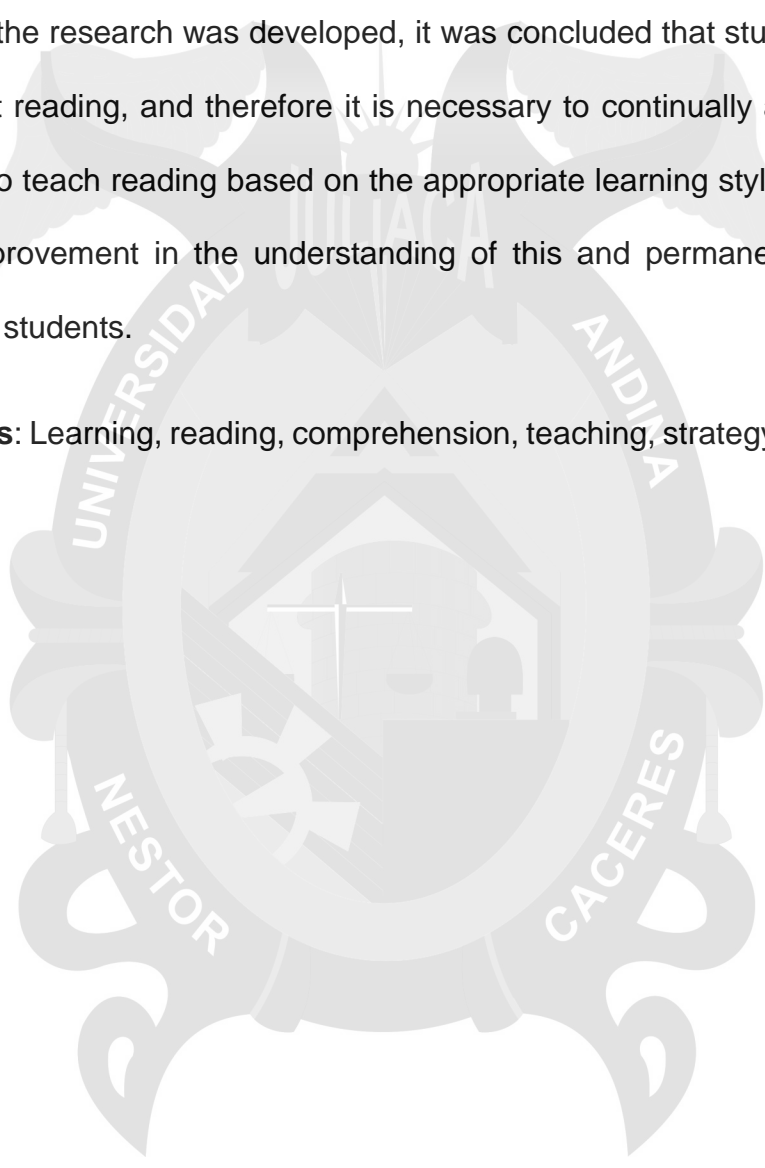 the research was developed, it was concluded that stu
reading, and therefore it is necessary to continually
o teach reading based on the appropriate learning styl
provement in the understanding of this and permane
students.
s: Learning, reading, comprehension, teaching, strategy
UNIVERSIDAD
ANDINA
JULIACA
NESTOR
CACERES